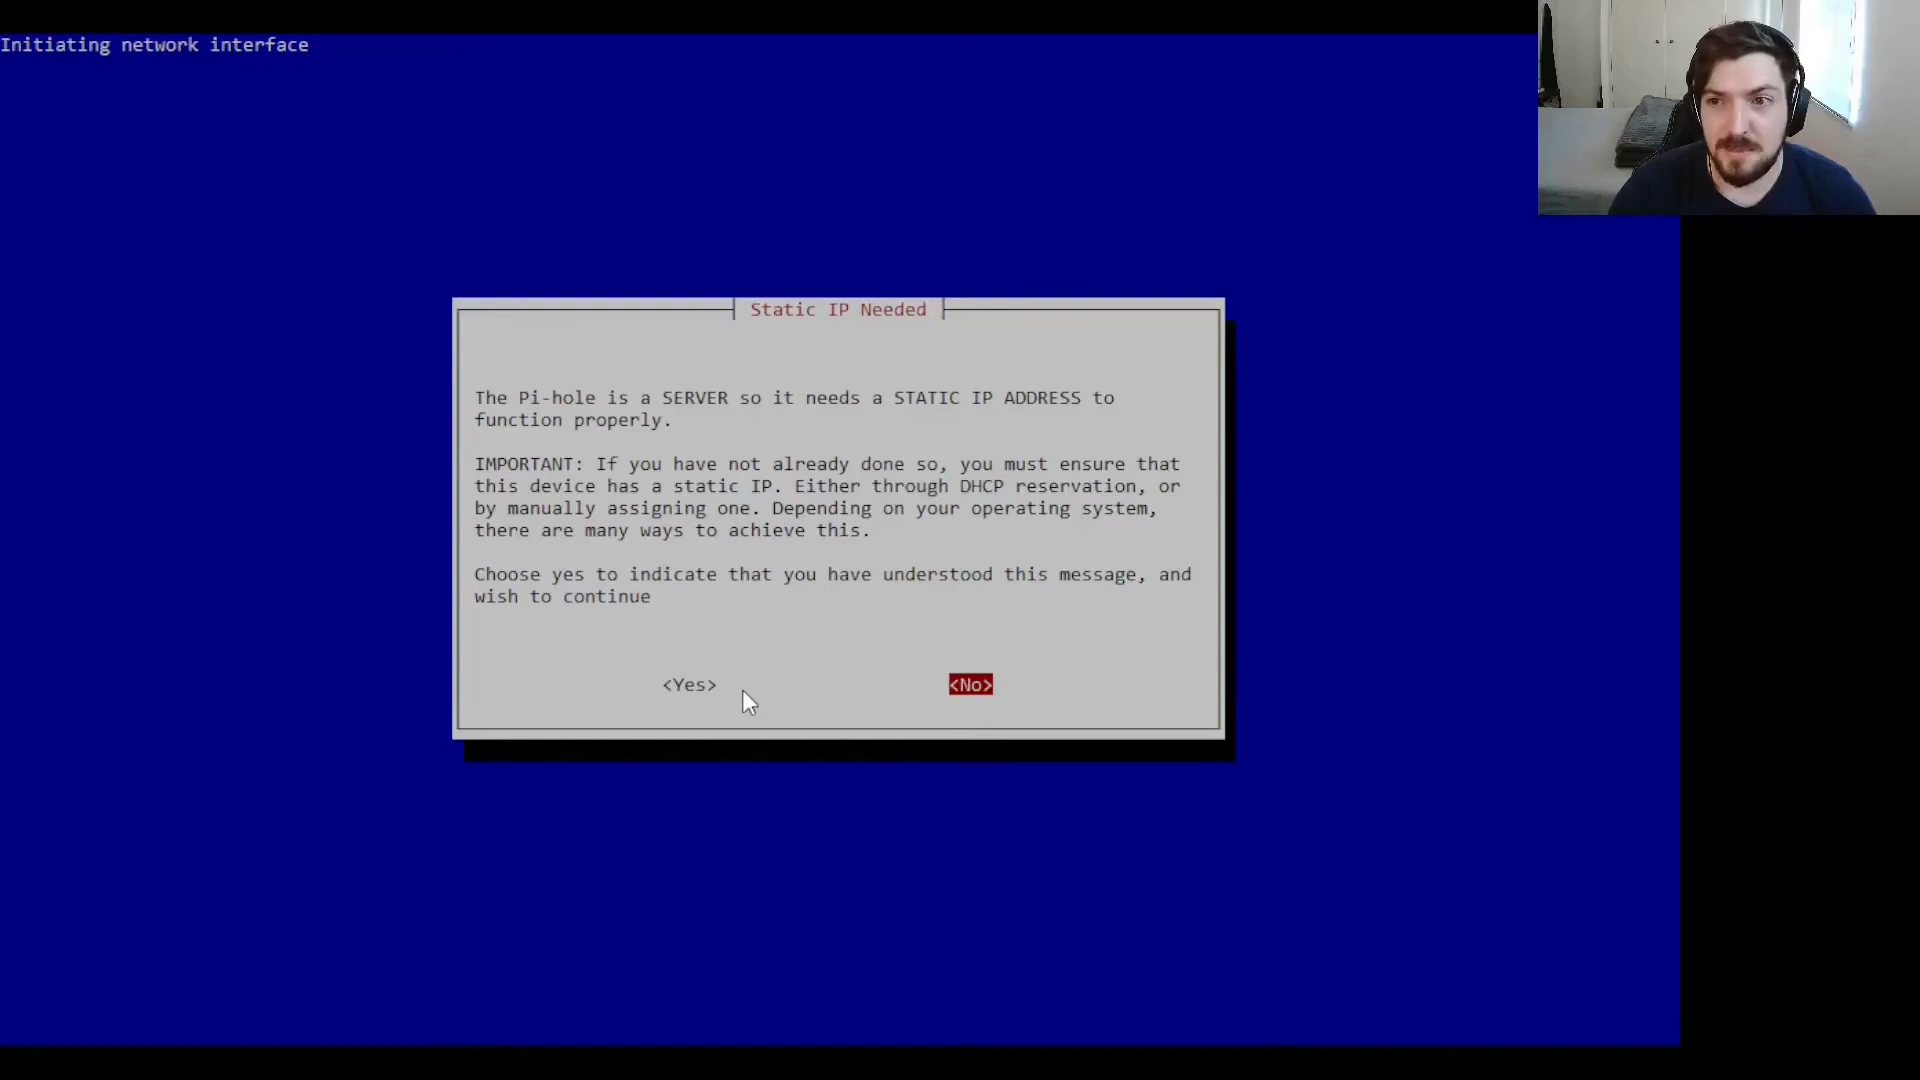 Initiating network interface
Static IP Needed
The Pi-hole is a SERVER so it needs a STATIC IP ADDRESS to
function properly.
IMPORTANT: If you have not already done so, you must ensure that
this device has a static IP. Either through DHCP reservation, or
by manually assigning one. Depending on your operating system,
there are many ways to achieve this.
Choose yes to indicate that you have understood this message, and
wish to continue
<Yes> <No>